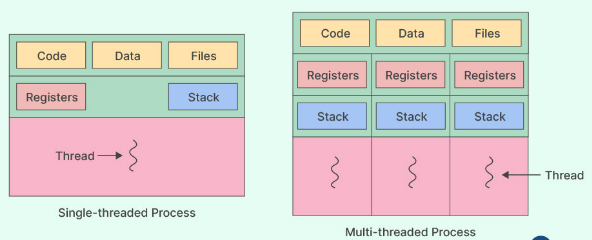 Code Data Files
Registers Stack
Thread
Single-threaded Process
Code Data Files
Registers Registers Registers
Stack Stack Stack
Thread
Multi-threaded Process